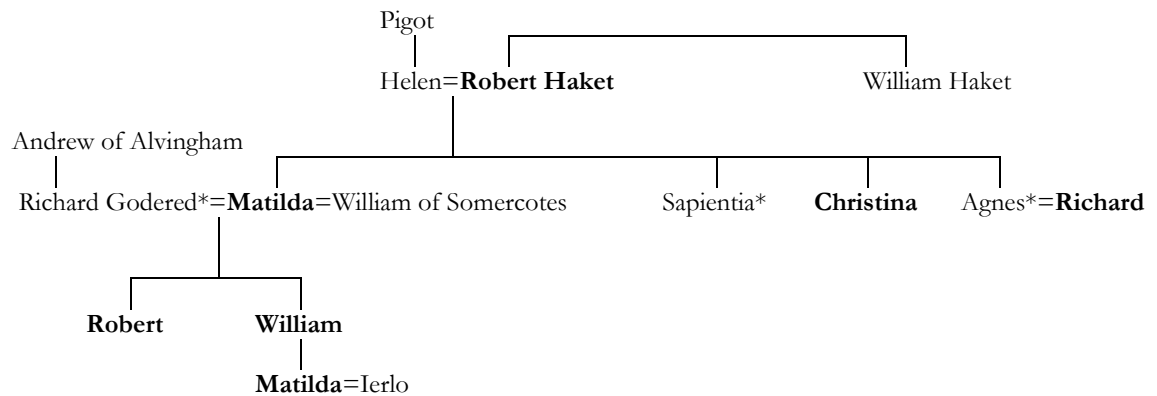 Pigot
Helen=Robert Haket William Haket
Andrew of Alvingham
Richard Godered*=Matilda=William of Somercotes Sapientia* Christina Agnes*=Richard
Robert William
Matilda=Ierlo